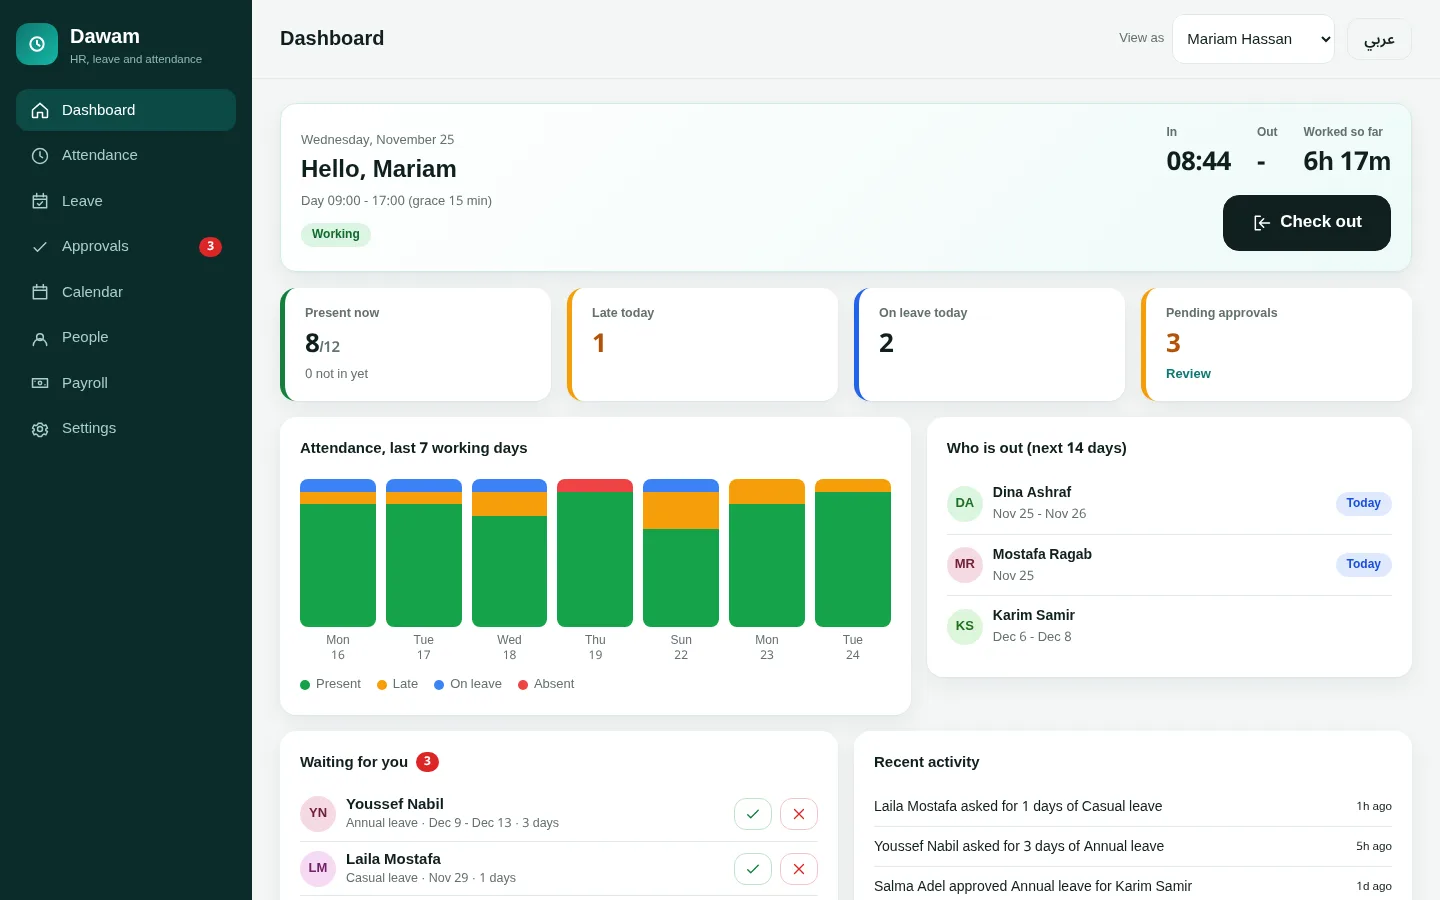 Dawam
HR, leave and attendance
Dashboard
Attendance
Leave
Approvals 3
Calendar
People
Payroll
Settings
Dashboard
View as
Mariam Hassan
عربي
Wednesday, November 25
Hello, Mariam
Day 09:00 - 17:00 (grace 15 min)
Working
In Out Worked so far
08:44 - 6h 17m
Check out
Present now
8/12
0 not in yet
Late today
1
On leave today
2
Pending approvals
3
Review
Attendance, last 7 working days
Mon Tue Wed Thu Sun Mon Tue
16 17 18 19 22 23 24
Present Late On leave Absent
Who is out (next 14 days)
DA
Dina Ashraf
Nov 25 - Nov 26
Today
MR
Mostafa Ragab
Nov 25
Today
KS
Karim Samir
Dec 6 - Dec 8
Waiting for you 3
YN
Youssef Nabil
Annual leave · Dec 9 - Dec 13 · 3 days
LM
Laila Mostafa
Casual leave · Nov 29 · 1 days
Recent activity
Laila Mostafa asked for 1 days of Casual leave 1h ago
Youssef Nabil asked for 3 days of Annual leave 5h ago
Salma Adel approved Annual leave for Karim Samir 1d ago